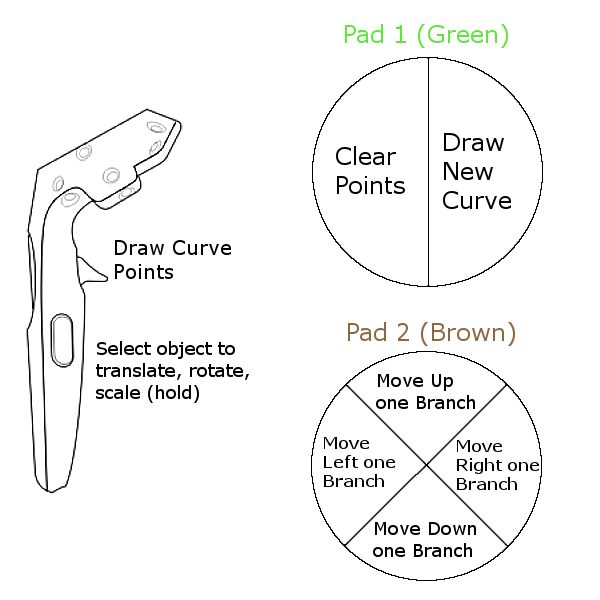 Pad 1 (Green)
Clear
Points
Draw
New
Curve
Draw Curve
Points
Select object to
translate, rotate,
scale (hold)
Pad 2 (Brown)
Move Up
one Branch
Move
Left one
Branch
Move
Right one
Branch
Move Down
one Branch